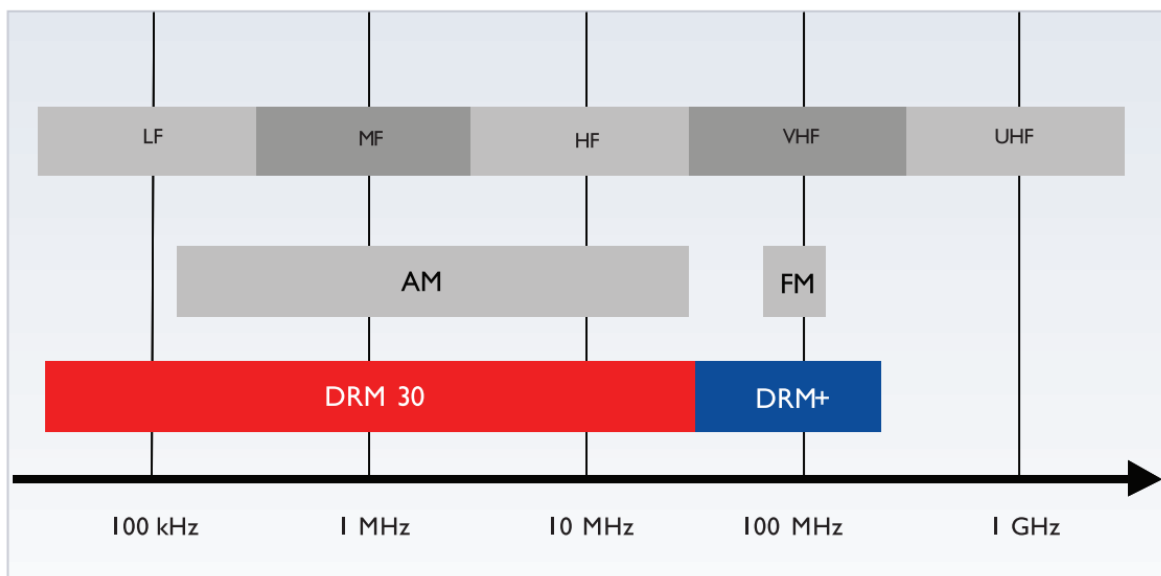 LF MF HF VHF UHF
AM FM
DRM 30 DRM+
100 kHz 1 MHz 10 MHz 100 MHz 1 GHz